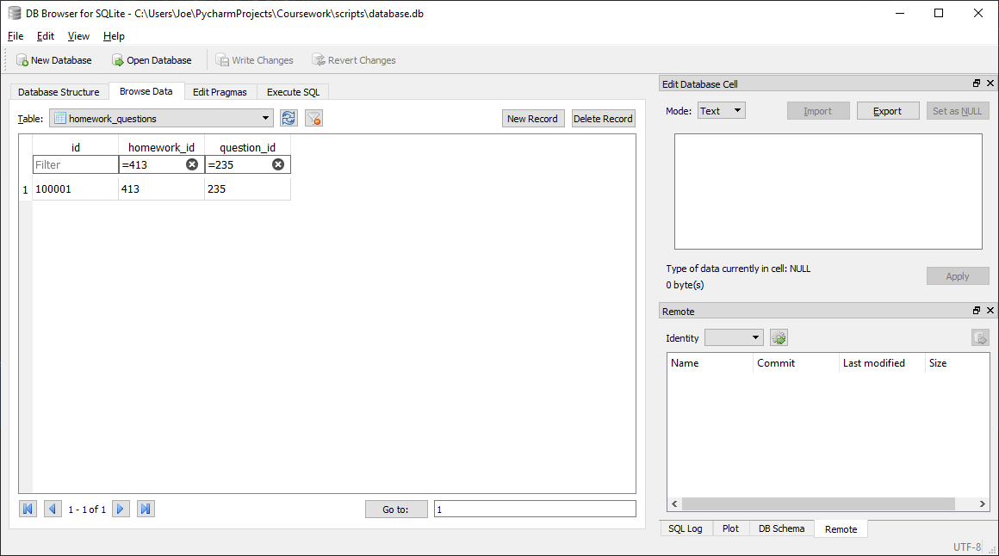 DB Browser for SQLite - C:\Users\Joe\PycharmProjects\Coursework\scripts\database.db
File Edit View Help
New Database Open Database Write Changes Revert Changes
Database Structure Browse Data Edit Pragmas Execute SQL
Table: homework_questions New Record Delete Record
id homework_id question_id
Filter =413 =235
1 100001 413 235
1 - 1 of 1 Go to: 1
Edit Database Cell
Mode: Text Import Export Set as NULL
Type of data currently in cell: NULL
0 byte(s)
Apply
Remote
Identity
Name Commit Last modified Size
SQL Log Plot DB Schema Remote
UTF-8